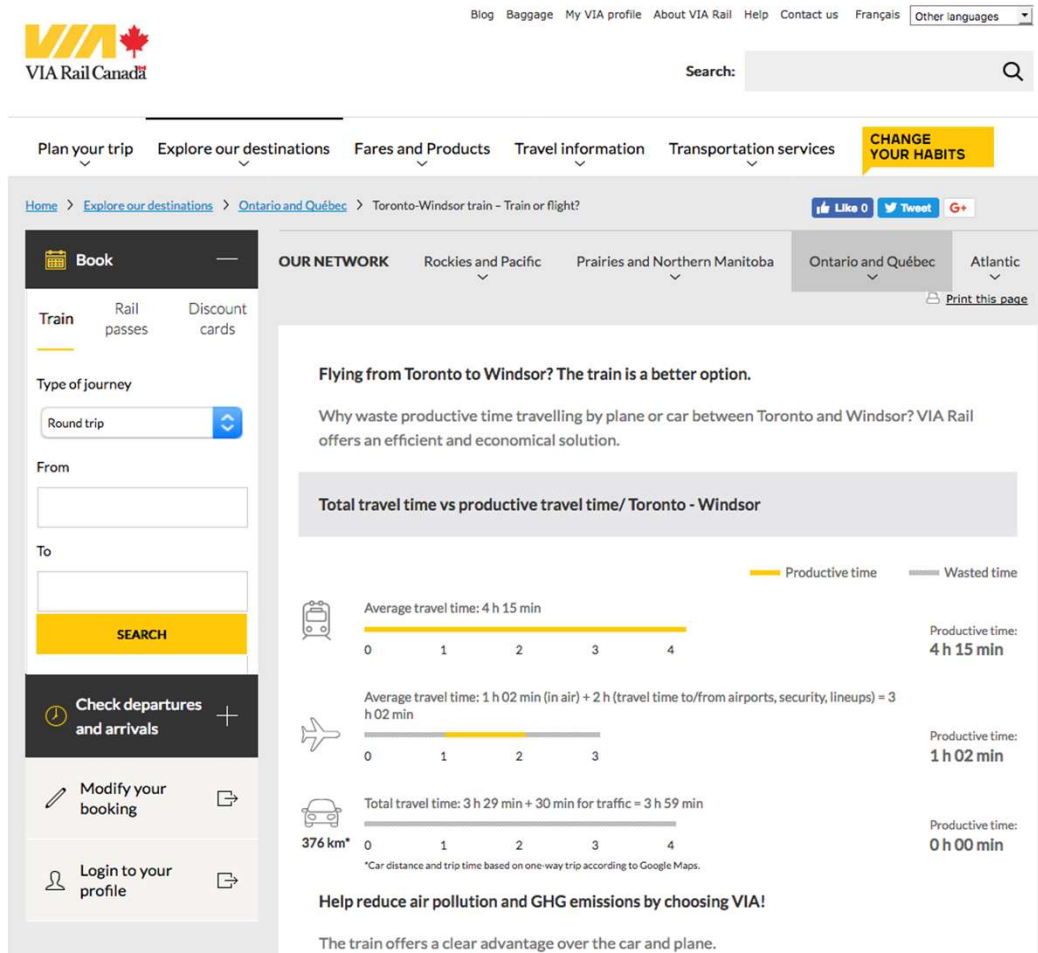 Blog Baggage My VIA profile About VIA Rail Help Contact us Français Other languages
VIA Rail Canada
Search:
Plan your trip Explore our destinations Fares and Products Travel information Transportation services CHANGE
YOUR HABITS
Home > Explore our destinations > Ontario and Québec > Toronto-Windsor train – Train or flight?
Like 0 Tweet G+
Book
Train
Rail
passes
Discount
cards
Type of journey
Round trip
From
To
SEARCH
Check departures
and arrivals
Modify your
booking
Login to your
profile
OUR NETWORK Rockies and Pacific Prairies and Northern Manitoba Ontario and Québec Atlantic
Print this page
Flying from Toronto to Windsor? The train is a better option.
Why waste productive time travelling by plane or car between Toronto and Windsor? VIA Rail
offers an efficient and economical solution.
Total travel time vs productive travel time/ Toronto - Windsor
Productive time Wasted time
Average travel time: 4 h 15 min
0 1 2 3 4
Productive time:
4 h 15 min
Average travel time: 1 h 02 min (in air) + 2 h (travel time to/from airports, security, lineups) = 3
h 02 min
0 1 2 3
Productive time:
1 h 02 min
Total travel time: 3 h 29 min + 30 min for traffic = 3 h 59 min
376 km* 0 1 2 3 4
Productive time:
0 h 00 min
*Car distance and trip time based on one-way trip according to Google Maps.
Help reduce air pollution and GHG emissions by choosing VIA!
The train offers a clear advantage over the car and plane.